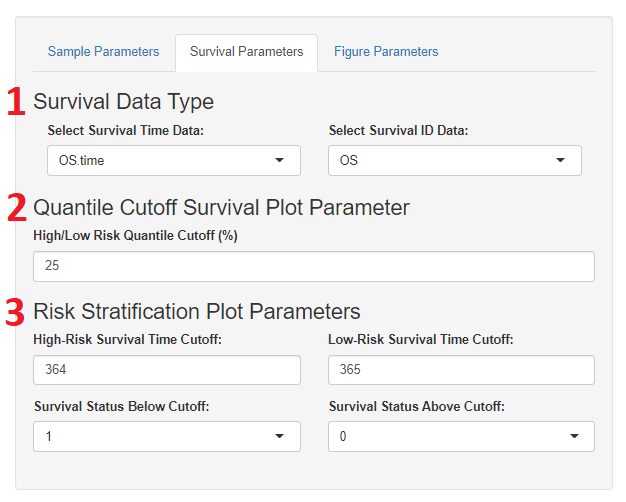 Sample Parameters Survival Parameters Figure Parameters
1 Survival Data Type
Select Survival Time Data: Select Survival ID Data:
OS.time OS
2 Quantile Cutoff Survival Plot Parameter
High/Low Risk Quantile Cutoff (%)
25
3 Risk Stratification Plot Parameters
High-Risk Survival Time Cutoff: Low-Risk Survival Time Cutoff:
364 365
Survival Status Below Cutoff: Survival Status Above Cutoff:
1 0